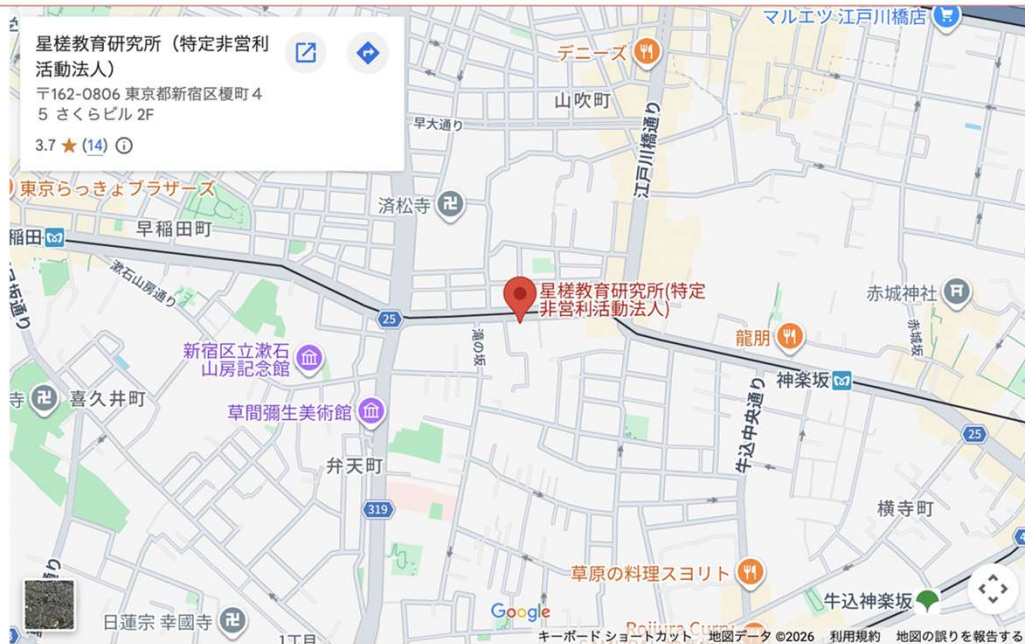 星槎教育研究所（特定非営利
活動法人）
〒162-0806 東京都新宿区榎町４
５ さくらビル 2F
3.7 ★ (14)
マルエツ 江戸川橋店
デニーズ
山吹町
早大通り
江戸川橋通り
東京らっきょブラザーズ
済松寺
早稲田町
稲田
漱石山房通り
25
星槎教育研究所(特定
非営利活動法人)
赤城神社
赤城坂
滝の坂
龍朋
新宿区立漱石
山房記念館
神楽坂
寺
喜久井町
草間彌生美術館
牛込中央通り
25
弁天町
319
横寺町
草原の料理スヨリト
牛込神楽坂
日蓮宗 幸國寺
1丁目
Google
キーボード ショートカット
地図データ ©2026
利用規約
地図の誤りを報告する